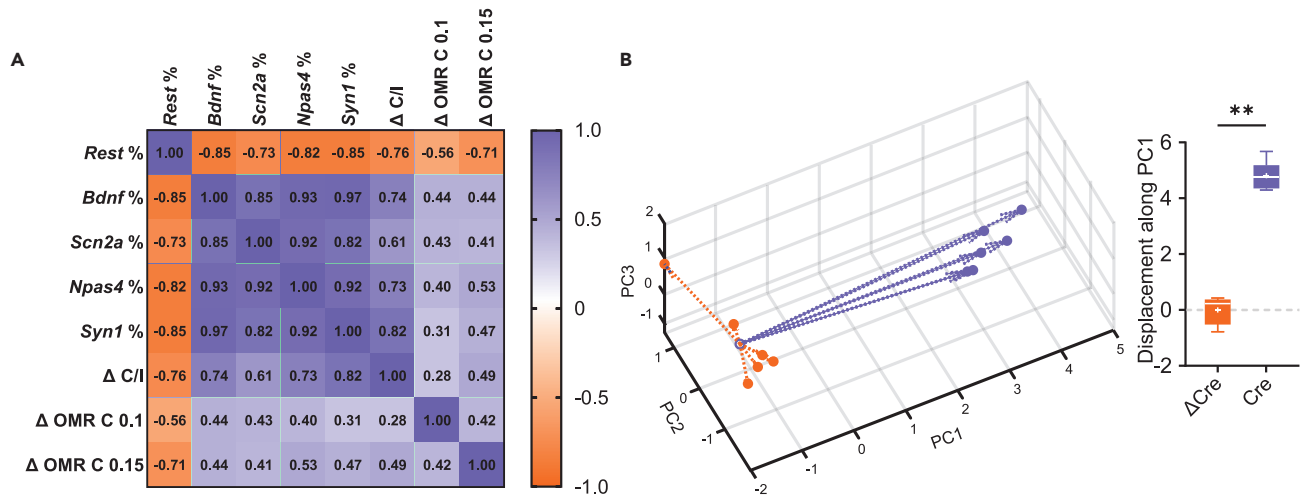 A
Rest %
Bdnf %
Scn2a %
Npas4 %
Syn1 %
Δ C/I
Δ OMR C 0.1
Δ OMR C 0.15
Rest % 1.00 -0.85 -0.73 -0.82 -0.85 -0.76 -0.56 -0.71
Bdnf % -0.85 1.00 0.85 0.93 0.97 0.74 0.44 0.44
Scn2a % -0.73 0.85 1.00 0.92 0.82 0.61 0.43 0.41
Npas4 % -0.82 0.93 0.92 1.00 0.92 0.73 0.40 0.53
Syn1 % -0.85 0.97 0.82 0.92 1.00 0.82 0.31 0.47
Δ C/I -0.76 0.74 0.61 0.73 0.82 1.00 0.28 0.49
Δ OMR C 0.1 -0.56 0.44 0.43 0.40 0.31 0.28 1.00 0.42
Δ OMR C 0.15 -0.71 0.44 0.41 0.53 0.47 0.49 0.42 1.00
1.0
0.5
0
-0.5
-1.0
B
2
1
0
-1
PC3
1
0
-1
PC2
-2
-1
0
1
2
3
4
5
PC1
**
6
4
2
0
-2
Displacement along PC1
ΔCre
Cre